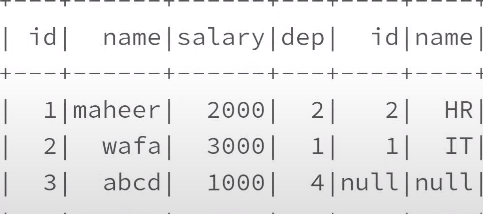 +---+------+------+---+----+----+
| id|  name|salary|dep|  id|name|
+---+------+------+---+----+----+
|  1|maheer|  2000|  2|   2|  HR|
|  2|  wafa|  3000|  1|   1|  IT|
|  3|  abcd|  1000|  4|null|null|
+---+------+------+---+----+----+